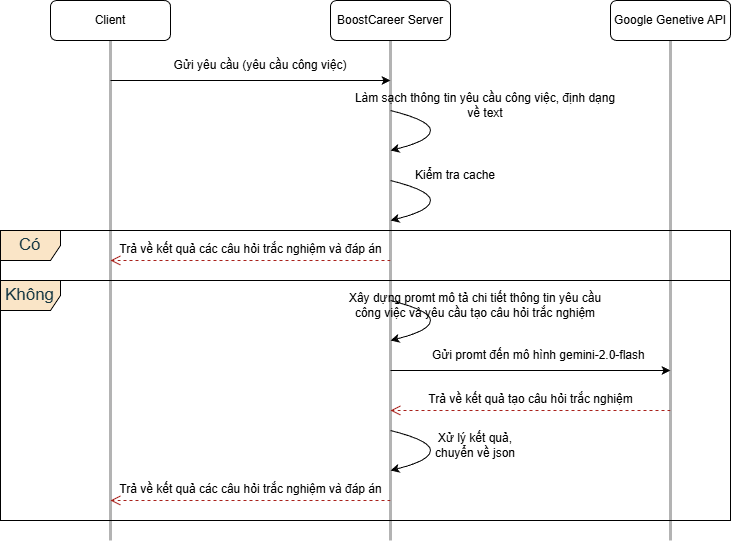 Client
BoostCareer Server
Google Genetive API
Gửi yêu cầu (yêu cầu công việc)
Làm sạch thông tin yêu cầu công việc, định dạng
về text
Kiểm tra cache
Có
Trả về kết quả các câu hỏi trắc nghiệm và đáp án
Không
Xây dựng promt mô tả chi tiết thông tin yêu cầu
công việc và yêu cầu tạo câu hỏi trắc nghiệm
Gửi promt đến mô hình gemini-2.0-flash
Trả về kết quả tạo câu hỏi trắc nghiệm
Xử lý kết quả,
chuyển về json
Trả về kết quả các câu hỏi trắc nghiệm và đáp án